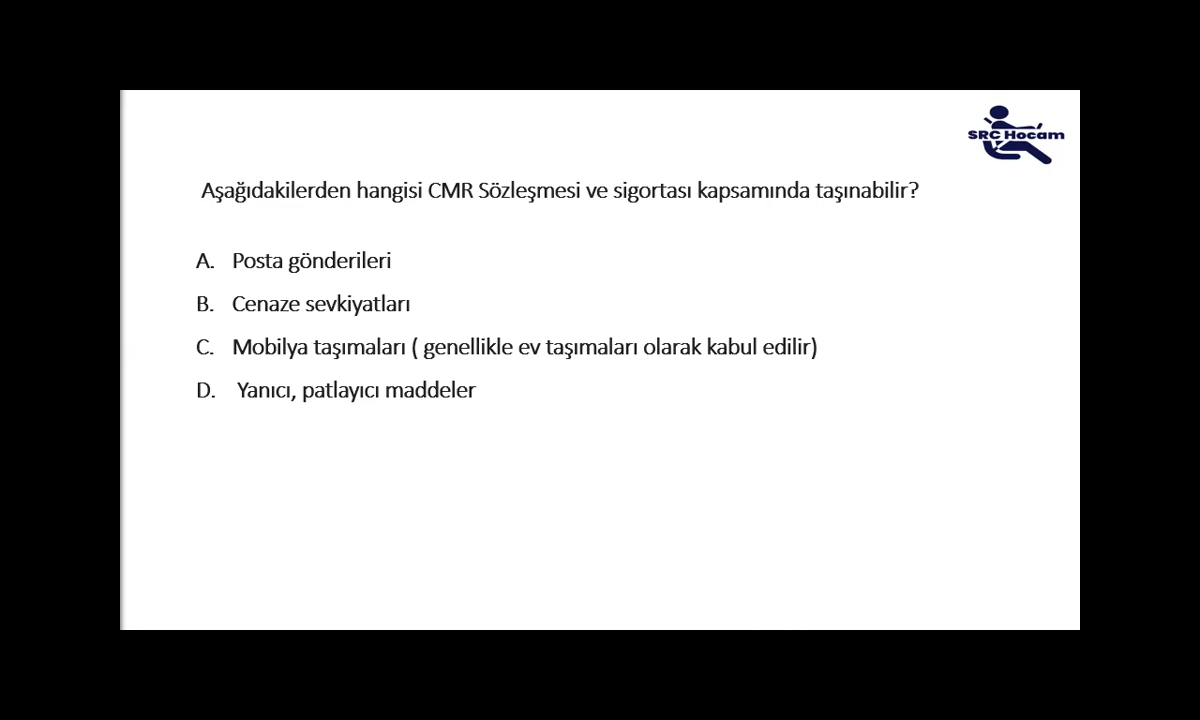 SRC Hocam
Aşağıdakilerden hangisi CMR Sözleşmesi ve sigortası kapsamında taşınabilir?
A. Posta gönderileri
B. Cenaze sevkiyatları
C. Mobilya taşımaları ( genellikle ev taşımaları olarak kabul edilir)
D. Yanıcı, patlayıcı maddeler